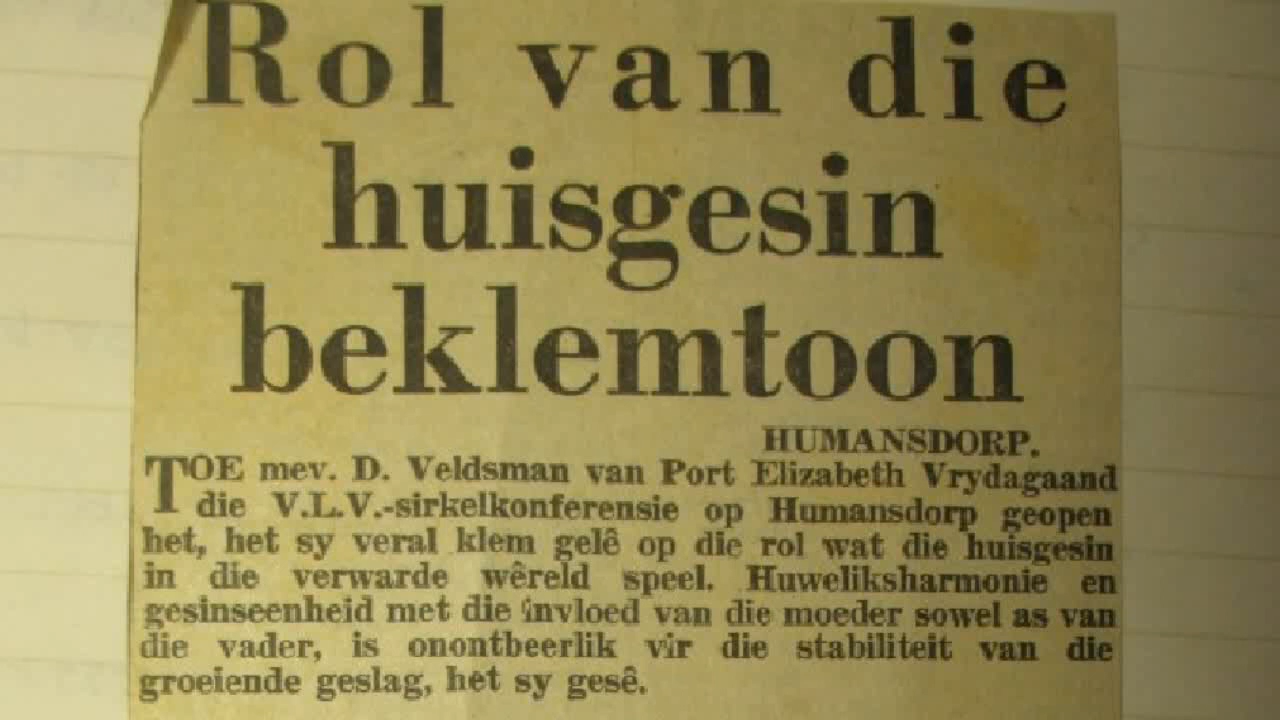 Rol van die
huisgesin
beklemtoon
HUMANSDORP.
TOE mev. D. Veldsman van Port Elizabeth Vrydagaand
die V.L.V.-sirkelkonferensie op Humansdorp geopen
het, het sy veral klem gelê op die rol wat die huisgesin
in die verwarde wêreld speel. Huweliksharmonie en
gesinseenheid met die invloed van die moeder sowel as van
die vader, is onontbeerlik vir die stabiliteit van die
groeiende geslag, het sy gesê.